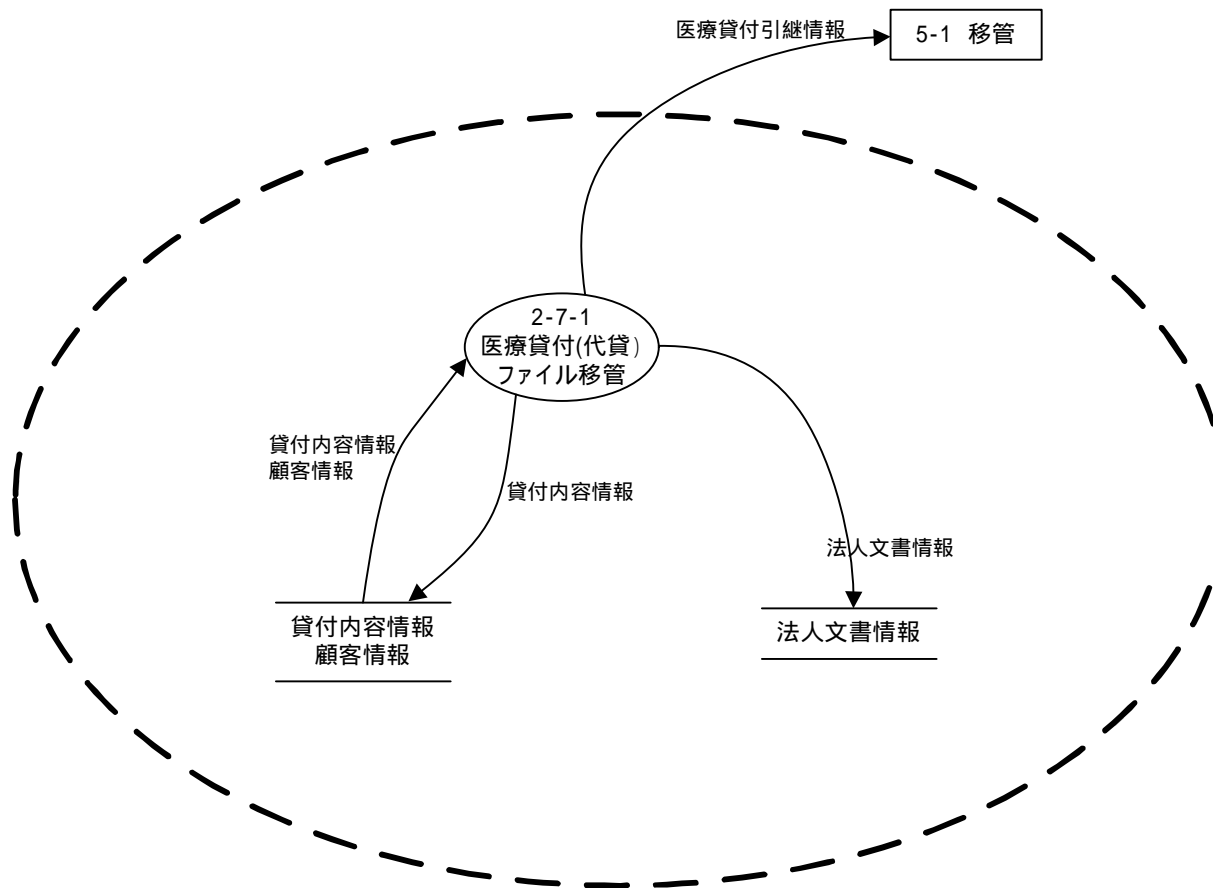 医療貸付引継情報
5-1 移管
2-7-1
医療貸付(代貸)
ファイル移管
貸付内容情報
顧客情報
貸付内容情報
法人文書情報
貸付内容情報
顧客情報
法人文書情報